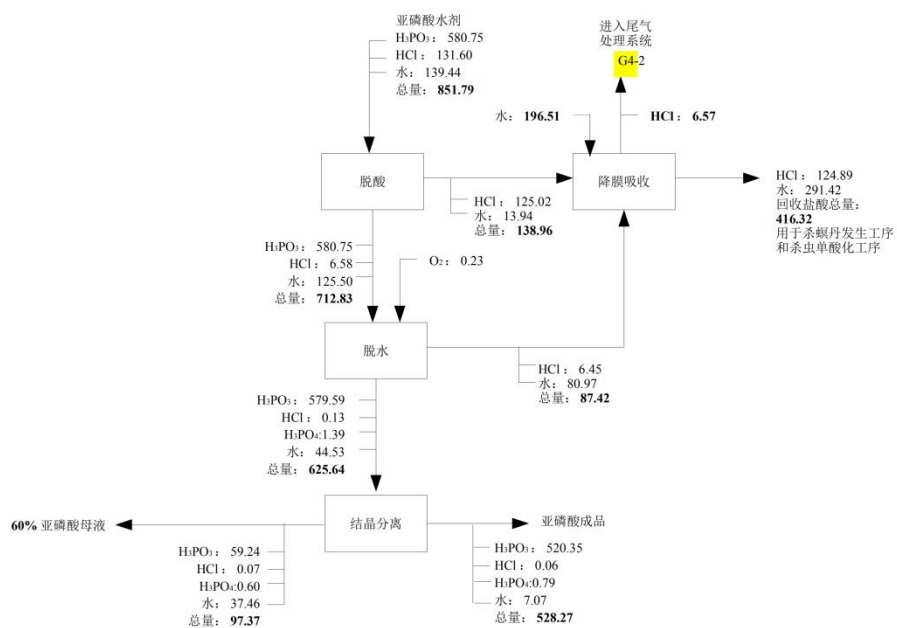 亚磷酸水剂
H₃PO₃：580.75
HCl：131.60
水：139.44
总量：851.79
进入尾气
处理系统
G4-2
水：196.51
HCl：6.57
脱酸
降膜吸收
HCl：125.02
水：13.94
总量：138.96
HCl：124.89
水：291.42
回收盐酸总量：
416.32
用于杀螟丹发生工序
和杀虫单酸化工序
H₃PO₃：580.75
HCl：6.58
水：125.50
总量：712.83
O₂：0.23
脱水
HCl：6.45
水：80.97
总量：87.42
H₃PO₃：579.59
HCl：0.13
H₃PO₄:1.39
水：44.53
总量：625.64
60% 亚磷酸母液
结晶分离
亚磷酸成品
H₃PO₃：59.24
HCl：0.07
H₃PO₄:0.60
水：37.46
总量：97.37
H₃PO₃：520.35
HCl：0.06
H₃PO₄:0.79
水：7.07
总量：528.27